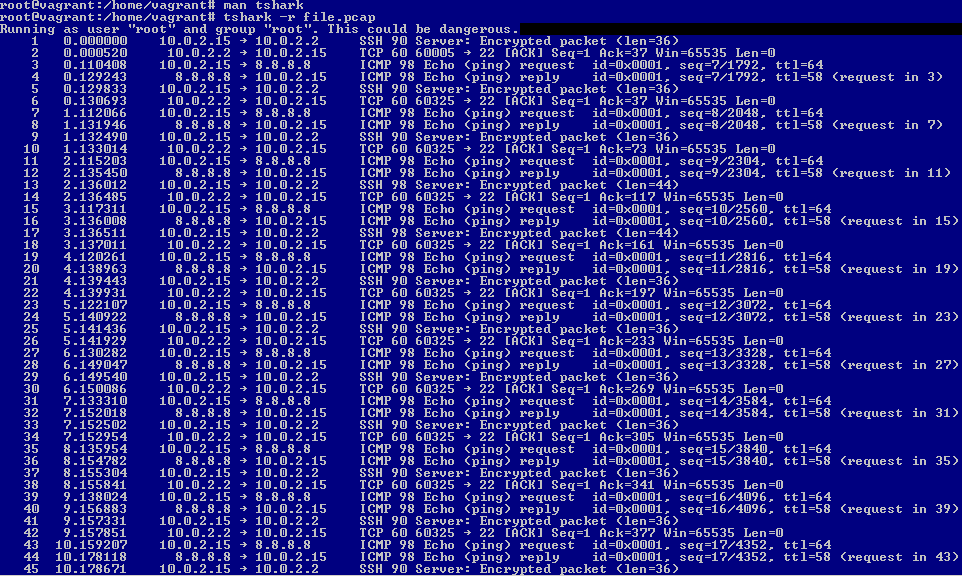 root@vagrant:/home/vagrant# man tshark
root@vagrant:/home/vagrant# tshark -r file.pcap
Running as user "root" and group "root". This could be dangerous.
1 0.000000 10.0.2.15 → 10.0.2.2 SSH 90 Server: Encrypted packet (len=36)
2 0.000520 10.0.2.2 → 10.0.2.15 TCP 60 60005 → 22 [ACK] Seq=1 Ack=37 Win=65535 Len=0
3 0.110408 10.0.2.15 → 8.8.8.8 ICMP 98 Echo (ping) request id=0x0001, seq=7/1792, ttl=64
4 0.129243 8.8.8.8 → 10.0.2.15 ICMP 98 Echo (ping) reply id=0x0001, seq=7/1792, ttl=58 (request in 3)
5 0.129833 10.0.2.15 → 10.0.2.2 SSH 90 Server: Encrypted packet (len=36)
6 0.130693 10.0.2.2 → 10.0.2.15 TCP 60 60325 → 22 [ACK] Seq=1 Ack=37 Win=65535 Len=0
7 1.112066 10.0.2.15 → 8.8.8.8 ICMP 98 Echo (ping) request id=0x0001, seq=8/2048, ttl=64
8 1.131946 8.8.8.8 → 10.0.2.15 ICMP 98 Echo (ping) reply id=0x0001, seq=8/2048, ttl=58 (request in 7)
9 1.132490 10.0.2.15 → 10.0.2.2 SSH 90 Server: Encrypted packet (len=36)
10 1.133014 10.0.2.2 → 10.0.2.15 TCP 60 60325 → 22 [ACK] Seq=1 Ack=73 Win=65535 Len=0
11 2.115203 10.0.2.15 → 8.8.8.8 ICMP 98 Echo (ping) request id=0x0001, seq=9/2304, ttl=64
12 2.135450 8.8.8.8 → 10.0.2.15 ICMP 98 Echo (ping) reply id=0x0001, seq=9/2304, ttl=58 (request in 11)
13 2.136012 10.0.2.15 → 10.0.2.2 SSH 98 Server: Encrypted packet (len=44)
14 2.136485 10.0.2.2 → 10.0.2.15 TCP 60 60325 → 22 [ACK] Seq=1 Ack=117 Win=65535 Len=0
15 3.117311 10.0.2.15 → 8.8.8.8 ICMP 98 Echo (ping) request id=0x0001, seq=10/2560, ttl=64
16 3.136008 8.8.8.8 → 10.0.2.15 ICMP 98 Echo (ping) reply id=0x0001, seq=10/2560, ttl=58 (request in 15)
17 3.136511 10.0.2.15 → 10.0.2.2 SSH 98 Server: Encrypted packet (len=44)
18 3.137011 10.0.2.2 → 10.0.2.15 TCP 60 60325 → 22 [ACK] Seq=1 Ack=161 Win=65535 Len=0
19 4.120261 10.0.2.15 → 8.8.8.8 ICMP 98 Echo (ping) request id=0x0001, seq=11/2816, ttl=64
20 4.138963 8.8.8.8 → 10.0.2.15 ICMP 98 Echo (ping) reply id=0x0001, seq=11/2816, ttl=58 (request in 19)
21 4.139443 10.0.2.15 → 10.0.2.2 SSH 90 Server: Encrypted packet (len=36)
22 4.139931 10.0.2.2 → 10.0.2.15 TCP 60 60325 → 22 [ACK] Seq=1 Ack=197 Win=65535 Len=0
23 5.122107 10.0.2.15 → 8.8.8.8 ICMP 98 Echo (ping) request id=0x0001, seq=12/3072, ttl=64
24 5.140922 8.8.8.8 → 10.0.2.15 ICMP 98 Echo (ping) reply id=0x0001, seq=12/3072, ttl=58 (request in 23)
25 5.141436 10.0.2.15 → 10.0.2.2 SSH 90 Server: Encrypted packet (len=36)
26 5.141929 10.0.2.2 → 10.0.2.15 TCP 60 60325 → 22 [ACK] Seq=1 Ack=233 Win=65535 Len=0
27 6.130282 10.0.2.15 → 8.8.8.8 ICMP 98 Echo (ping) request id=0x0001, seq=13/3328, ttl=64
28 6.149047 8.8.8.8 → 10.0.2.15 ICMP 98 Echo (ping) reply id=0x0001, seq=13/3328, ttl=58 (request in 27)
29 6.149540 10.0.2.15 → 10.0.2.2 SSH 90 Server: Encrypted packet (len=36)
30 6.150086 10.0.2.2 → 10.0.2.15 TCP 60 60325 → 22 [ACK] Seq=1 Ack=269 Win=65535 Len=0
31 7.133310 10.0.2.15 → 8.8.8.8 ICMP 98 Echo (ping) request id=0x0001, seq=14/3584, ttl=64
32 7.152018 8.8.8.8 → 10.0.2.15 ICMP 98 Echo (ping) reply id=0x0001, seq=14/3584, ttl=58 (request in 31)
33 7.152502 10.0.2.15 → 10.0.2.2 SSH 90 Server: Encrypted packet (len=36)
34 7.152954 10.0.2.2 → 10.0.2.15 TCP 60 60325 → 22 [ACK] Seq=1 Ack=305 Win=65535 Len=0
35 8.135954 10.0.2.15 → 8.8.8.8 ICMP 98 Echo (ping) request id=0x0001, seq=15/3840, ttl=64
36 8.154782 8.8.8.8 → 10.0.2.15 ICMP 98 Echo (ping) reply id=0x0001, seq=15/3840, ttl=58 (request in 35)
37 8.155304 10.0.2.15 → 10.0.2.2 SSH 90 Server: Encrypted packet (len=36)
38 8.155841 10.0.2.2 → 10.0.2.15 TCP 60 60325 → 22 [ACK] Seq=1 Ack=341 Win=65535 Len=0
39 9.138024 10.0.2.15 → 8.8.8.8 ICMP 98 Echo (ping) request id=0x0001, seq=16/4096, ttl=64
40 9.156883 8.8.8.8 → 10.0.2.15 ICMP 98 Echo (ping) reply id=0x0001, seq=16/4096, ttl=58 (request in 39)
41 9.157331 10.0.2.15 → 10.0.2.2 SSH 90 Server: Encrypted packet (len=36)
42 9.157851 10.0.2.2 → 10.0.2.15 TCP 60 60325 → 22 [ACK] Seq=1 Ack=377 Win=65535 Len=0
43 10.159207 10.0.2.15 → 8.8.8.8 ICMP 98 Echo (ping) request id=0x0001, seq=17/4352, ttl=64
44 10.178118 8.8.8.8 → 10.0.2.15 ICMP 98 Echo (ping) reply id=0x0001, seq=17/4352, ttl=58 (request in 43)
45 10.178671 10.0.2.15 → 10.0.2.2 SSH 90 Server: Encrypted packet (len=36)